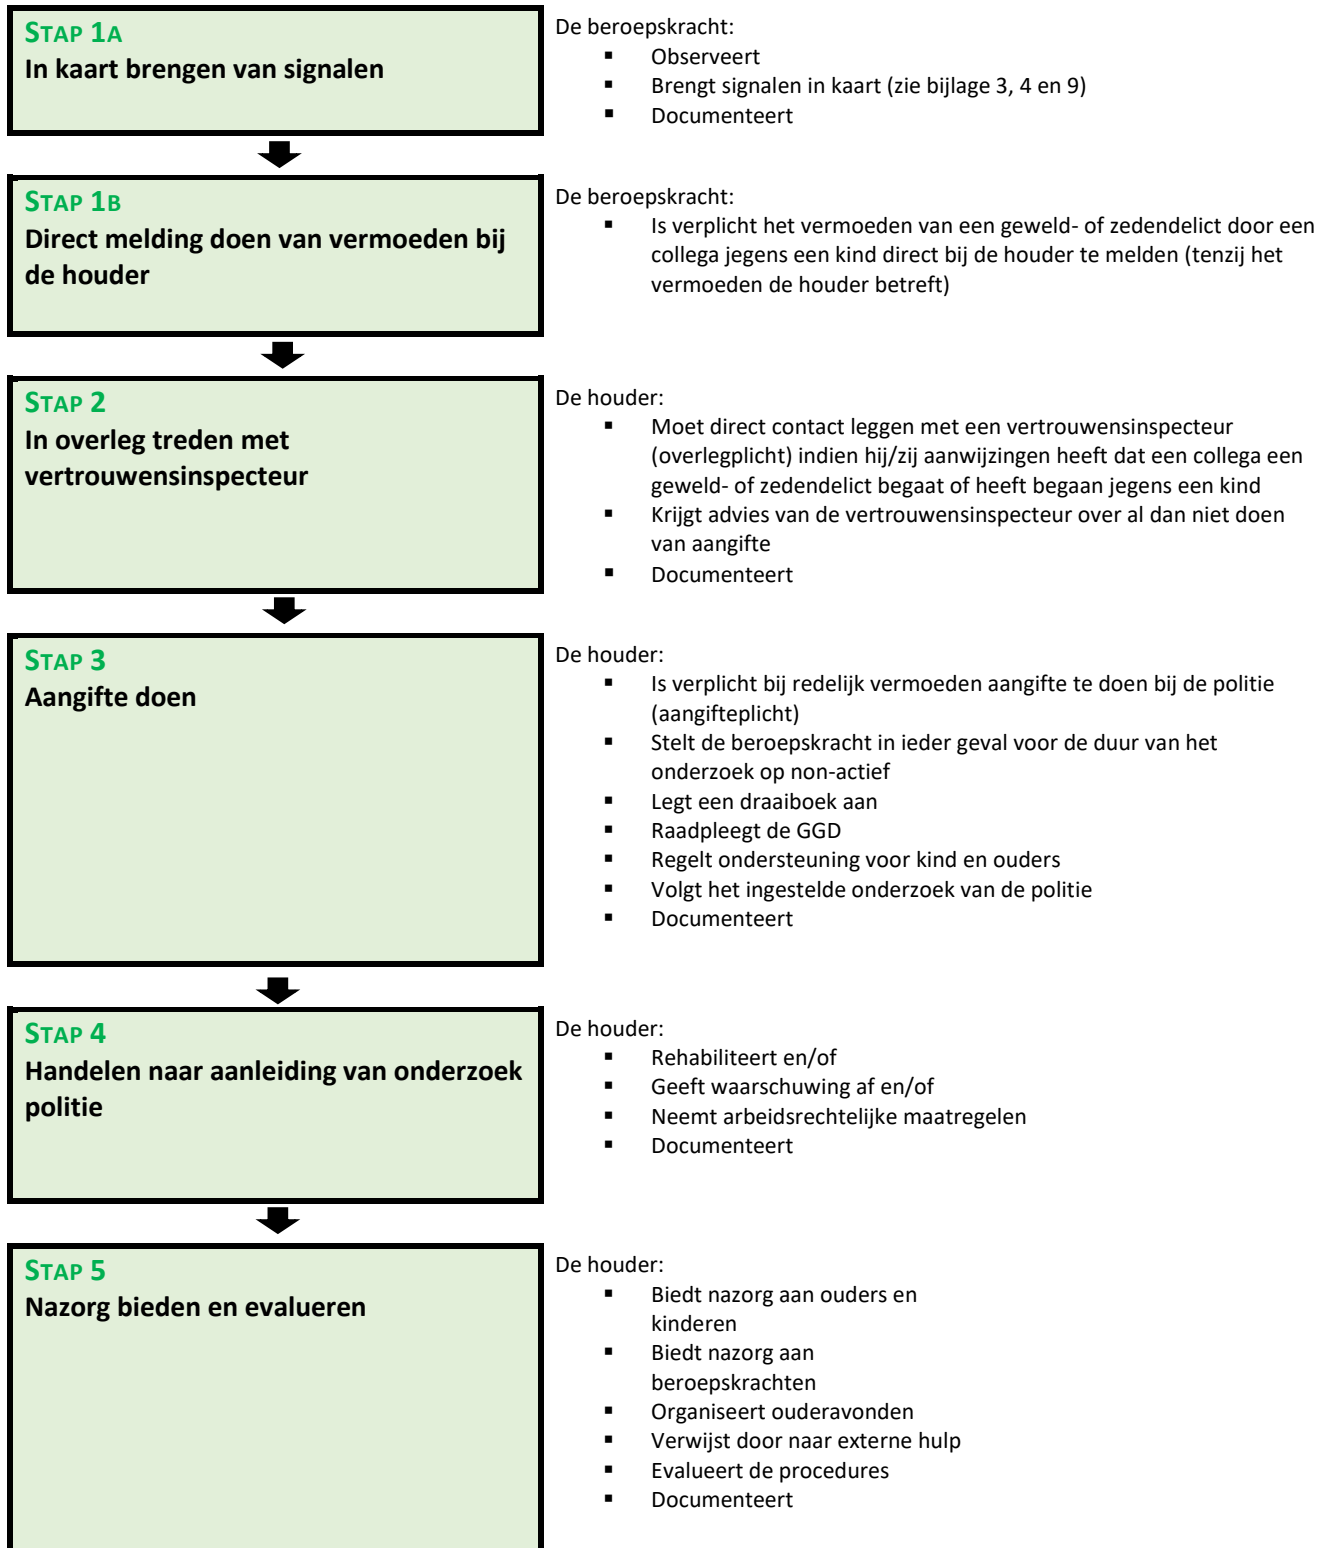 STAP 1A
In kaart brengen van signalen
De beroepskracht:
▪ Observeert
▪ Brengt signalen in kaart (zie bijlage 3, 4 en 9)
▪ Documenteert
STAP 1B
Direct melding doen van vermoeden bij
de houder
De beroepskracht:
▪ Is verplicht het vermoeden van een geweld- of zedendelict door een
collega jegens een kind direct bij de houder te melden (tenzij het
vermoeden de houder betreft)
STAP 2
In overleg treden met
vertrouwensinspecteur
De houder:
▪ Moet direct contact leggen met een vertrouwensinspecteur
(overlegplicht) indien hij/zij aanwijzingen heeft dat een collega een
geweld- of zedendelict begaat of heeft begaan jegens een kind
▪ Krijgt advies van de vertrouwensinspecteur over al dan niet doen
van aangifte
▪ Documenteert
STAP 3
Aangifte doen
De houder:
▪ Is verplicht bij redelijk vermoeden aangifte te doen bij de politie
(aangifteplicht)
▪ Stelt de beroepskracht in ieder geval voor de duur van het
onderzoek op non-actief
▪ Legt een draaiboek aan
▪ Raadpleegt de GGD
▪ Regelt ondersteuning voor kind en ouders
▪ Volgt het ingestelde onderzoek van de politie
▪ Documenteert
STAP 4
Handelen naar aanleiding van onderzoek
politie
De houder:
▪ Rehabiliteert en/of
▪ Geeft waarschuwing af en/of
▪ Neemt arbeidsrechtelijke maatregelen
▪ Documenteert
STAP 5
Nazorg bieden en evalueren
De houder:
▪ Biedt nazorg aan ouders en
kinderen
▪ Biedt nazorg aan
beroepskrachten
▪ Organiseert ouderavonden
▪ Verwijst door naar externe hulp
▪ Evalueert de procedures
▪ Documenteert